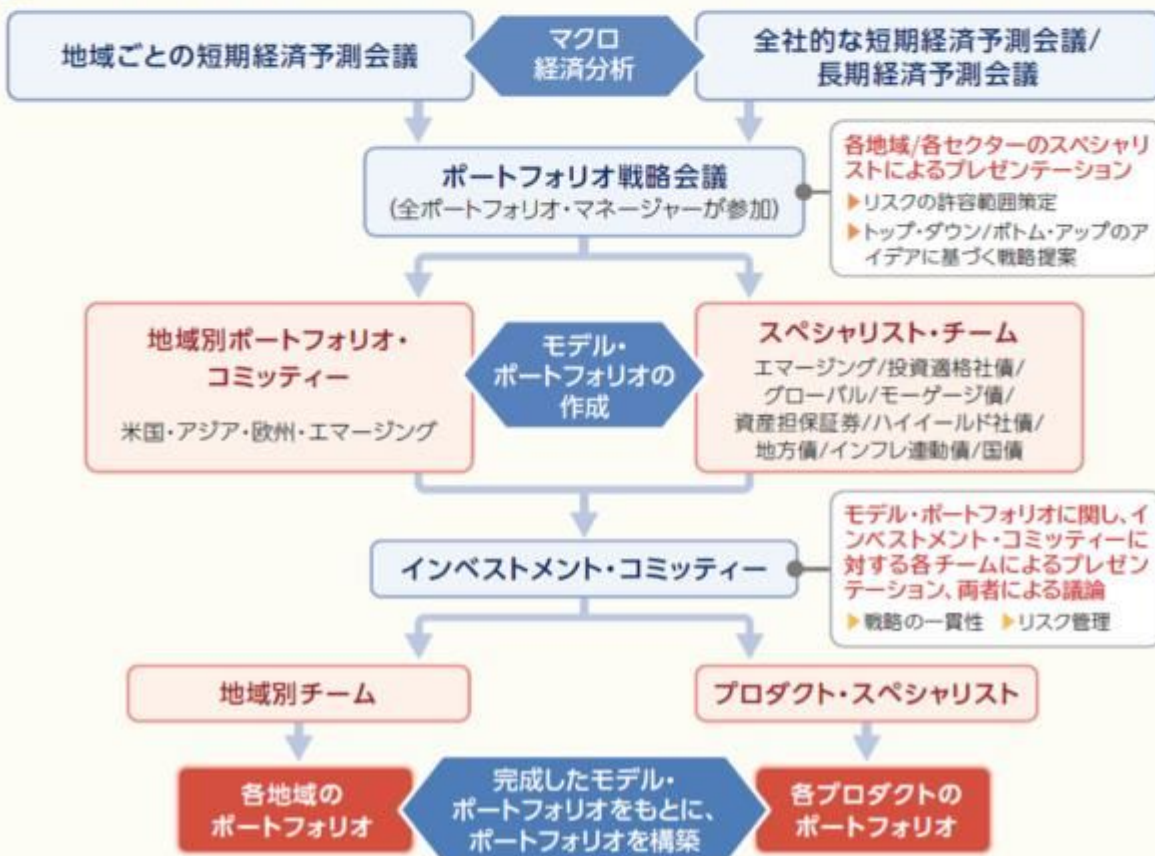 地域ごとの短期経済予測会議
マクロ
経済分析
全社的な短期経済予測会議/
長期経済予測会議
ポートフォリオ戦略会議
(全ポートフォリオ・マネージャーが参加)
各地域/各セクターのスペシャリ
ストによるプレゼンテーション
▶リスクの許容範囲策定
▶トップ・ダウン/ボトム・アップのア
イデアに基づく戦略提案
地域別ポートフォリオ・
コミッティー
米国・アジア・欧州・エマージング
モデル・
ポートフォリオの
作成
スペシャリスト・チーム
エマージング/投資適格社債/
グローバル/モーゲージ債/
資産担保証券/ハイイールド社債/
地方債/インフレ連動債/国債
インベストメント・コミッティー
モデル・ポートフォリオに関し、イ
ンベストメント・コミッティーに
対する各チームによるプレゼン
テーション、両者による議論
▶戦略の一貫性 ▶リスク管理
地域別チーム
プロダクト・スペシャリスト
各地域の
ポートフォリオ
完成したモデル・
ポートフォリオをもとに、
ポートフォリオを構築
各プロダクトの
ポートフォリオ